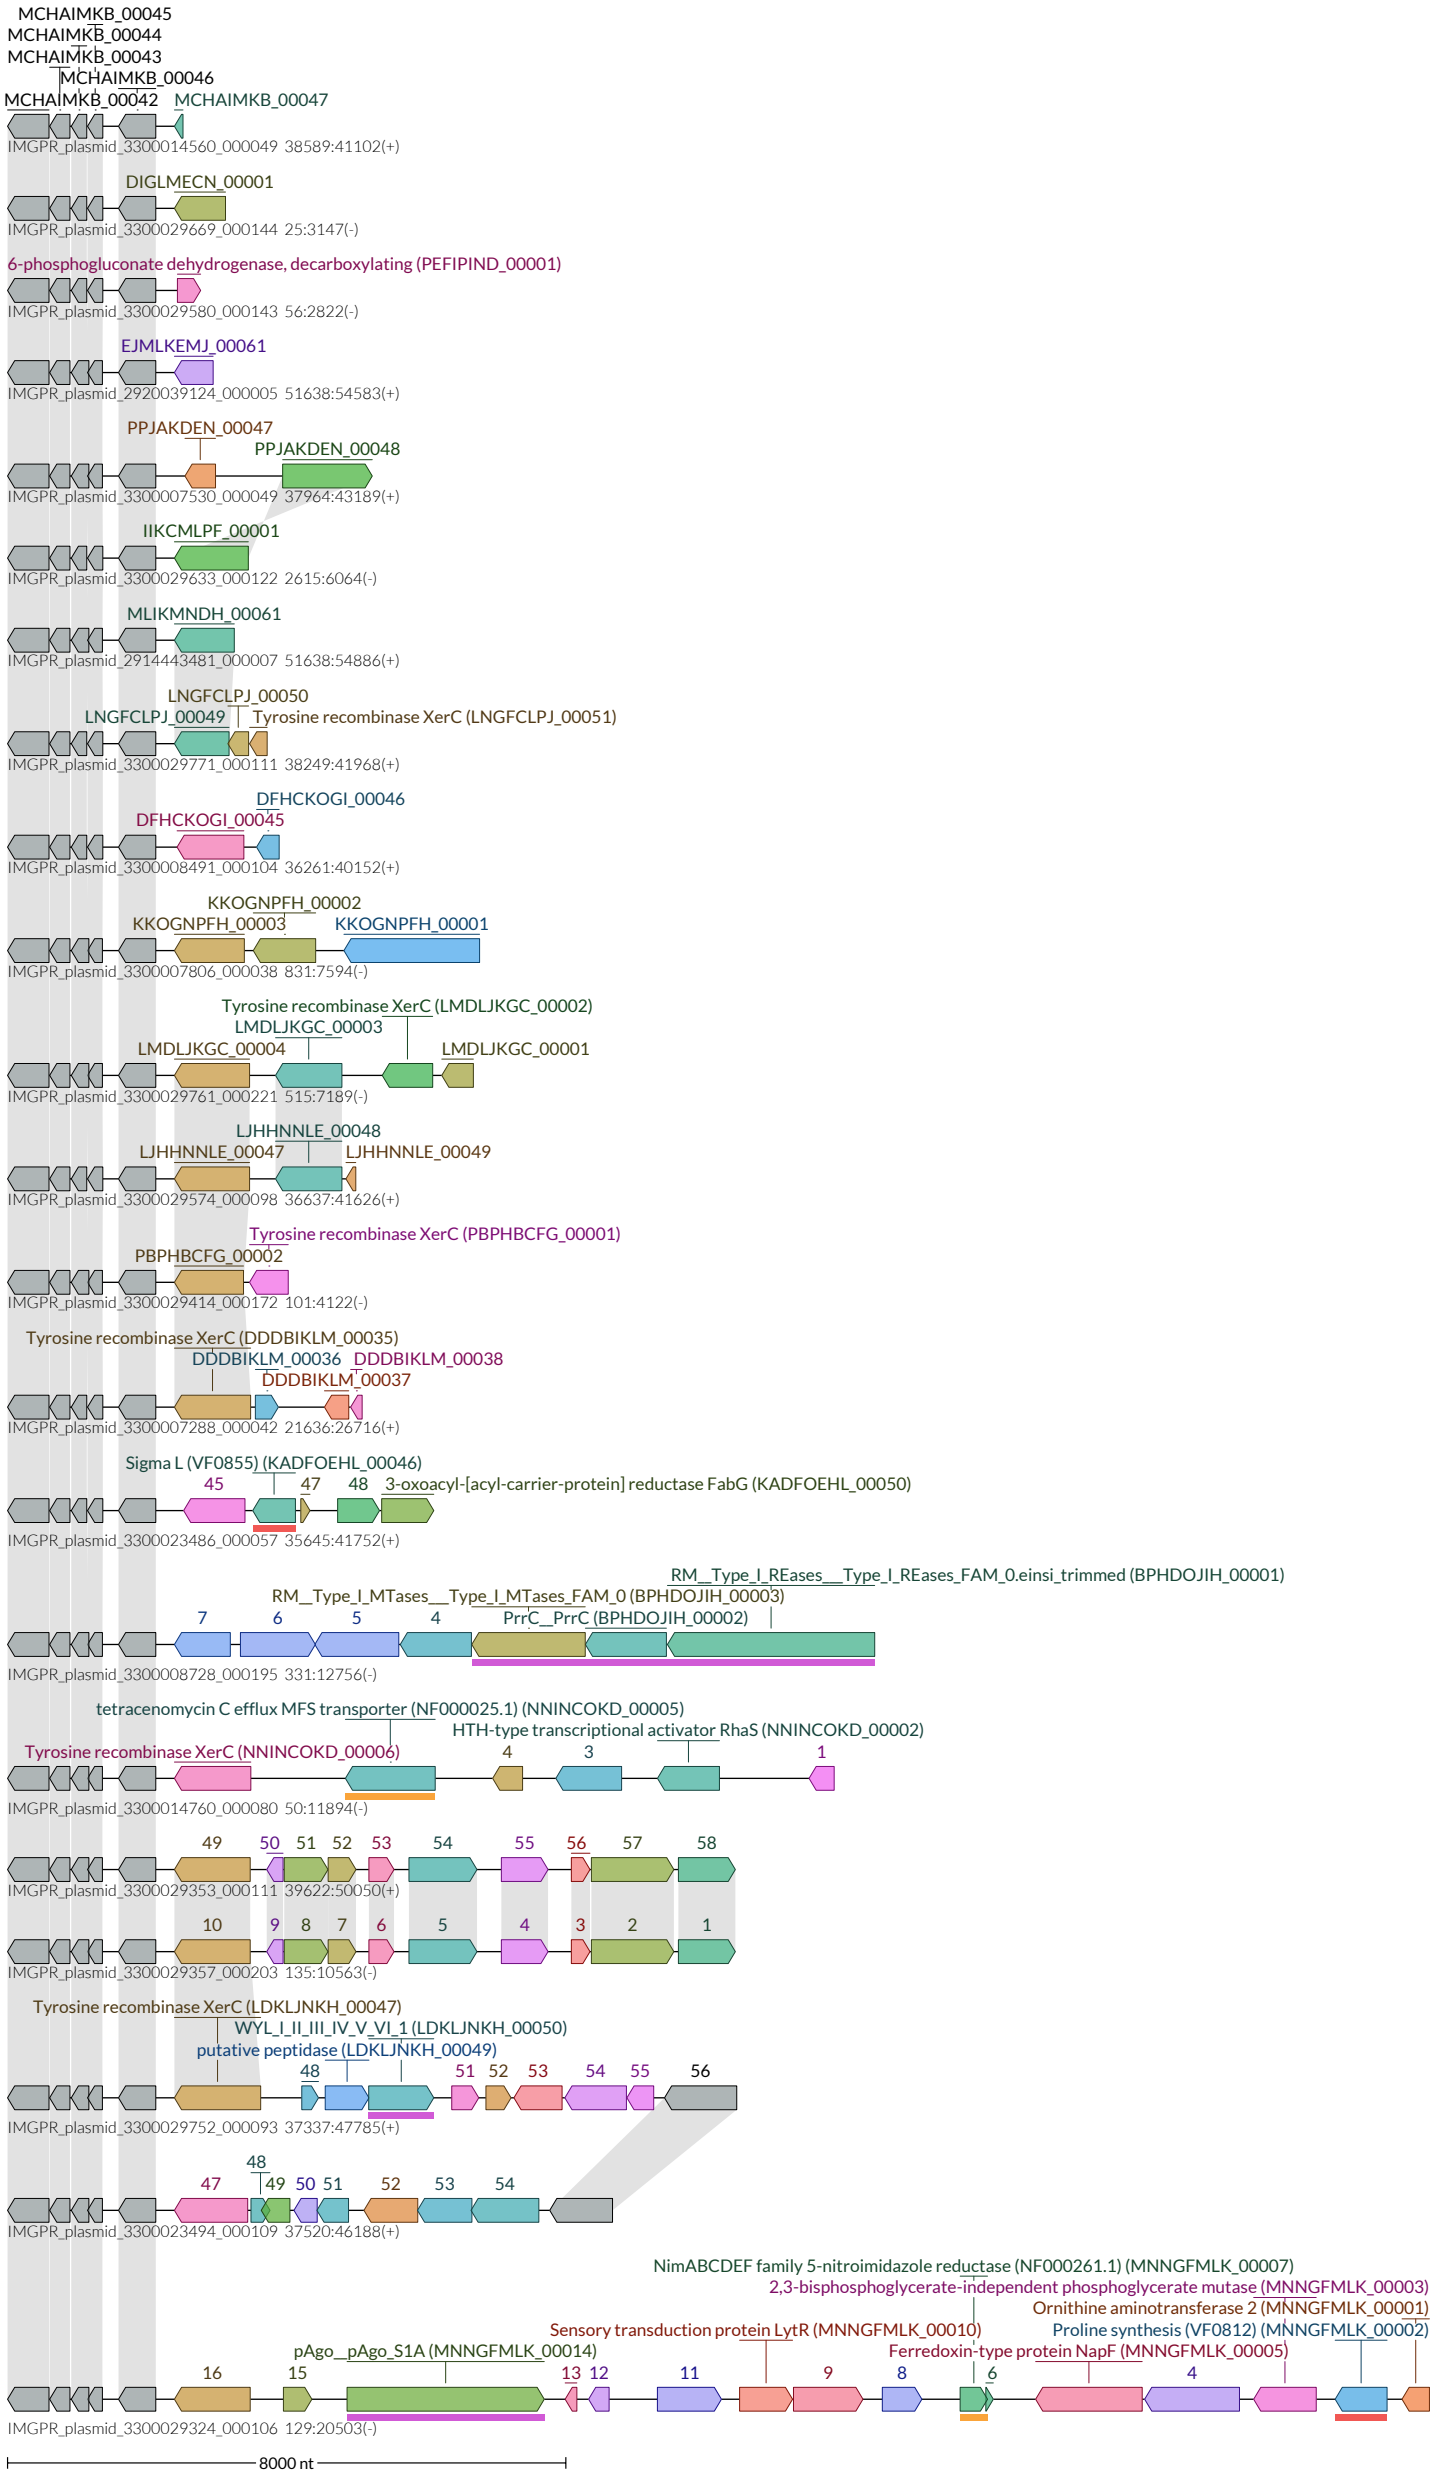 MCHAIMKB_00045
MCHAIMKB_00044
MCHAIMKB_00043
MCHAIMKB_00046
MCHAIMKB_00042 MCHAIMKB_00047
IMGPR_plasmid_3300014560_000049 38589:41102(+)
DIGLMECN_00001
IMGPR_plasmid_3300029669_000144 25:3147(-)
6-phosphogluconate dehydrogenase, decarboxylating (PEFIPIND_00001)
IMGPR_plasmid_3300029580_000143 56:2822(-)
EJMLKEMJ_00061
IMGPR_plasmid_2920039124_000005 51638:54583(+)
PPJAKDEN_00047
PPJAKDEN_00048
IMGPR_plasmid_3300007530_000049 37964:43189(+)
IIKCMLPF_00001
IMGPR_plasmid_3300029633_000122 2615:6064(-)
MLIKMNDH_00061
IMGPR_plasmid_2914443481_000007 51638:54886(+)
LNGFCLPJ_00050
LNGFCLPJ_00049 Tyrosine recombinase XerC (LNGFCLPJ_00051)
IMGPR_plasmid_3300029771_000111 38249:41968(+)
DFHCKOGI_00046
DFHCKOGI_00045
IMGPR_plasmid_3300008491_000104 36261:40152(+)
KKOGNPFH_00002
KKOGNPFH_00003 KKOGNPFH_00001
IMGPR_plasmid_3300007806_000038 831:7594(-)
Tyrosine recombinase XerC (LMDLJKGC_00002)
LMDLJKGC_00003
LMDLJKGC_00004 LMDLJKGC_00001
IMGPR_plasmid_3300029761_000221 515:7189(-)
LJHHNNLE_00048
LJHHNNLE_00047 LJHHNNLE_00049
IMGPR_plasmid_3300029574_000098 36637:41626(+)
Tyrosine recombinase XerC (PBPHBCFG_00001)
PBPHBCFG_00002
IMGPR_plasmid_3300029414_000172 101:4122(-)
Tyrosine recombinase XerC (DDDBIKLM_00035)
DDDBIKLM_00036 DDDBIKLM_00038
DDDBIKLM_00037
IMGPR_plasmid_3300007288_000042 21636:26716(+)
Sigma L (VF0855) (KADFOEHL_00046)
45 47 48 3-oxoacyl-[acyl-carrier-protein] reductase FabG (KADFOEHL_00050)
IMGPR_plasmid_3300023486_000057 35645:41752(+)
RM__Type_I_REases___Type_I_REases_FAM_0.einsi_trimmed (BPHDOJIH_00001)
RM__Type_I_MTases___Type_I_MTases_FAM_0 (BPHDOJIH_00003)
7 6 5 4 PrrC__PrrC (BPHDOJIH_00002)
IMGPR_plasmid_3300008728_000195 331:12756(-)
tetracenomycin C efflux MFS transporter (NF000025.1) (NNINCOKD_00005)
HTH-type transcriptional activator RhaS (NNINCOKD_00002)
Tyrosine recombinase XerC (NNINCOKD_00006) 4 3 1
IMGPR_plasmid_3300014760_000080 50:11894(-)
49 50 51 52 53 54 55 56 57 58
IMGPR_plasmid_3300029353_000111 39622:50050(+)
10 9 8 7 6 5 4 3 2 1
IMGPR_plasmid_3300029357_000203 135:10563(-)
Tyrosine recombinase XerC (LDKLJNKH_00047)
WYL_I_II_III_IV_V_VI_1 (LDKLJNKH_00050)
putative peptidase (LDKLJNKH_00049)
48 51 52 53 54 55 56
IMGPR_plasmid_3300029752_000093 37337:47785(+)
48
47 49 50 51 52 53 54
IMGPR_plasmid_3300023494_000109 37520:46188(+)
NimABCDEF family 5-nitroimidazole reductase (NF000261.1) (MNNGFMLK_00007)
2,3-bisphosphoglycerate-independent phosphoglycerate mutase (MNNGFMLK_00003)
Ornithine aminotransferase 2 (MNNGFMLK_00001)
Sensory transduction protein LytR (MNNGFMLK_00010) Proline synthesis (VF0812) (MNNGFMLK_00002)
pAgo__pAgo_S1A (MNNGFMLK_00014) Ferredoxin-type protein NapF (MNNGFMLK_00005)
16 15 13 12 11 9 8 6 4
IMGPR_plasmid_3300029324_000106 129:20503(-)
8000 nt